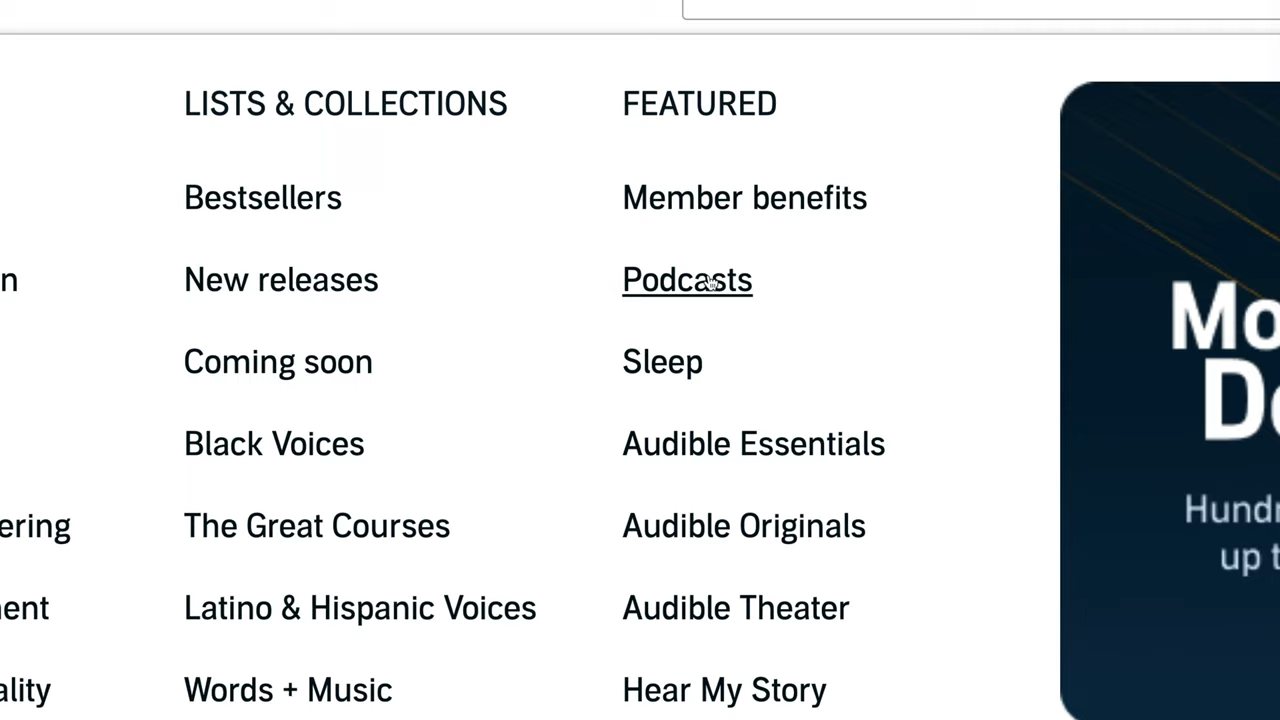 LISTS & COLLECTIONS
Bestsellers
New releases
Coming soon
Black Voices
The Great Courses
Latino & Hispanic Voices
Words + Music
FEATURED
Member benefits
Podcasts
Sleep
Audible Essentials
Audible Originals
Audible Theater
Hear My Story
up